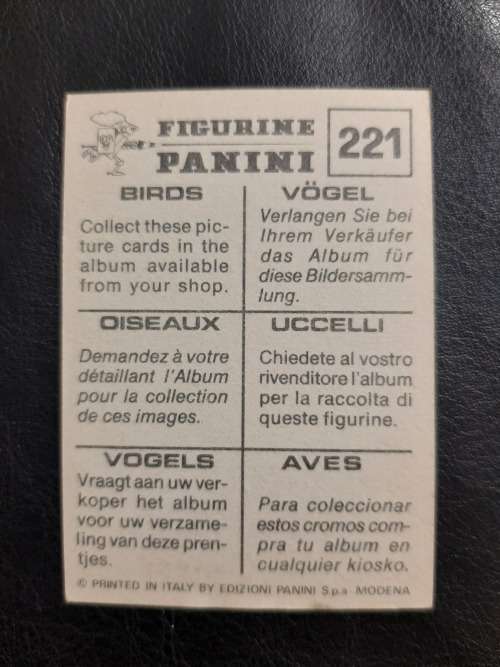 FIGURINE
PANINI
221
BIRDS
Collect these pic-
ture cards in the
album available
from your shop.
VÖGEL
Verlangen Sie bei
Ihrem Verkäufer
das Album für
diese Bildersamm-
lung.
OISEAUX
Demandez à votre
détaillant l'Album
pour la collection
de ces images.
UCCELLI
Chiedete al vostro
rivenditore l'album
per la raccolta di
queste figurine.
VOGELS
Vraagt aan uw ver-
koper het album
voor uw verzame-
ling van deze pren-
tjes.
AVES
Para coleccionar
estos cromos com-
pra tu album en
cualquier kiosko.
© PRINTED IN ITALY BY EDIZIONI PANINI S.p.a - MODENA